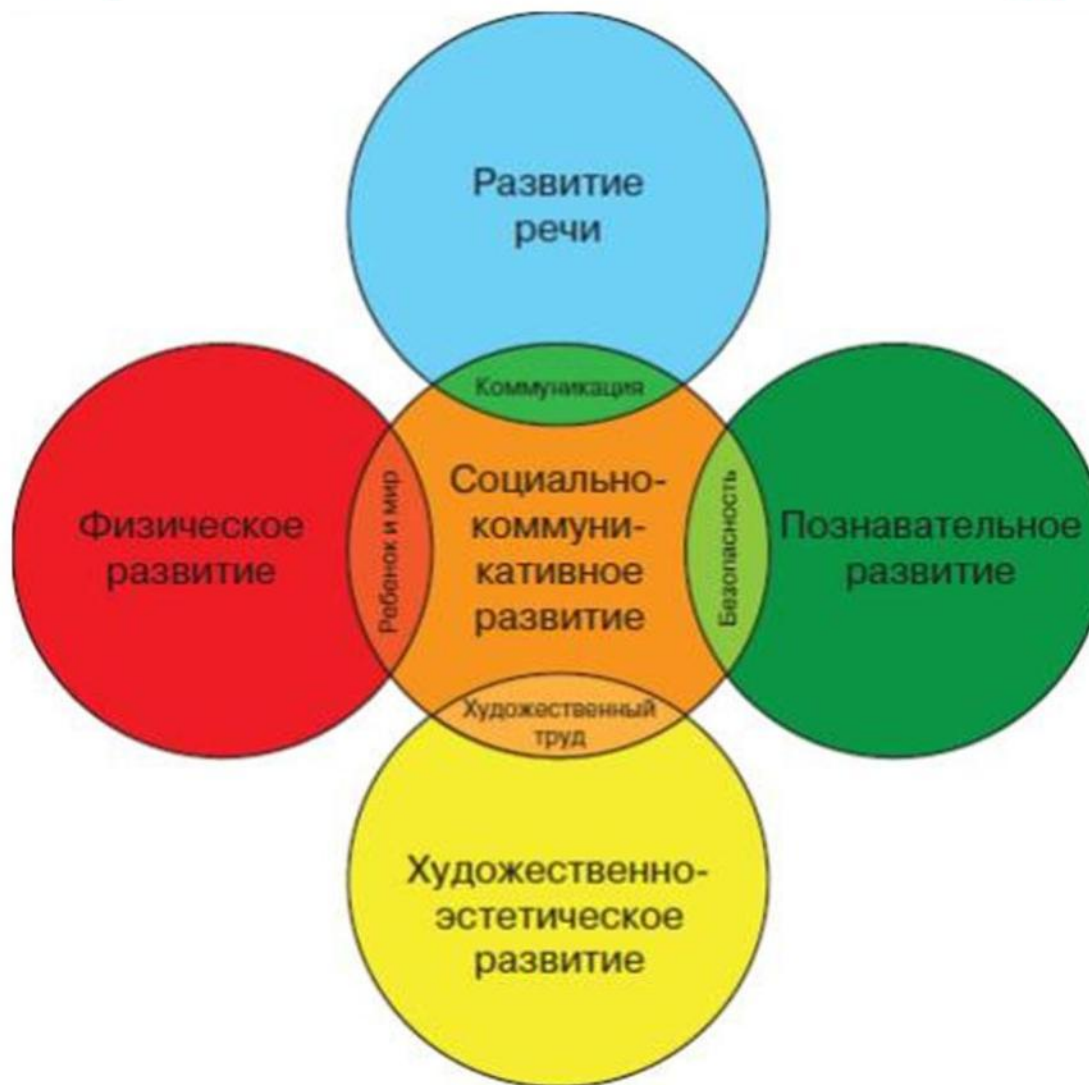 Развитие
речи
Коммуникация
Физическое
развитие
Ребенок и мир
Социально-
коммуни-
кативное
развитие
Безопасность
Познавательное
развитие
Художественный
труд
Художественно-
эстетическое
развитие